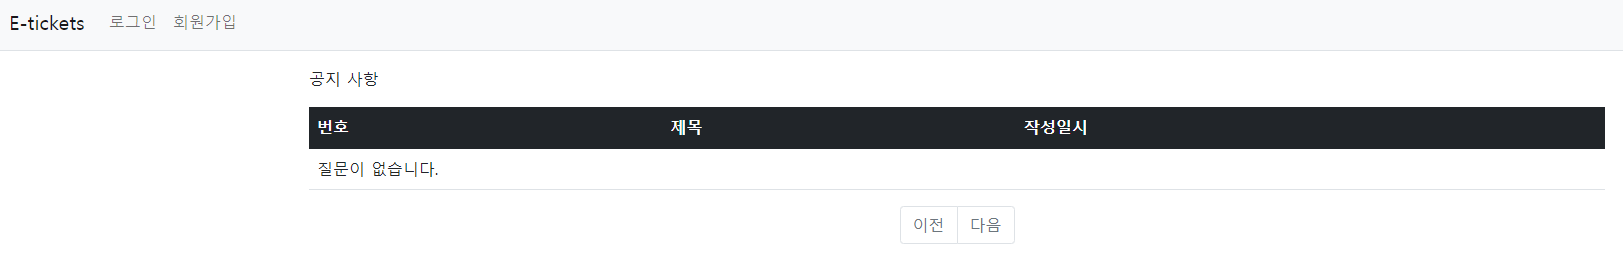 E-tickets 로그인 회원가입
공지 사항
번호 제목 작성일시
질문이 없습니다.
이전 다음